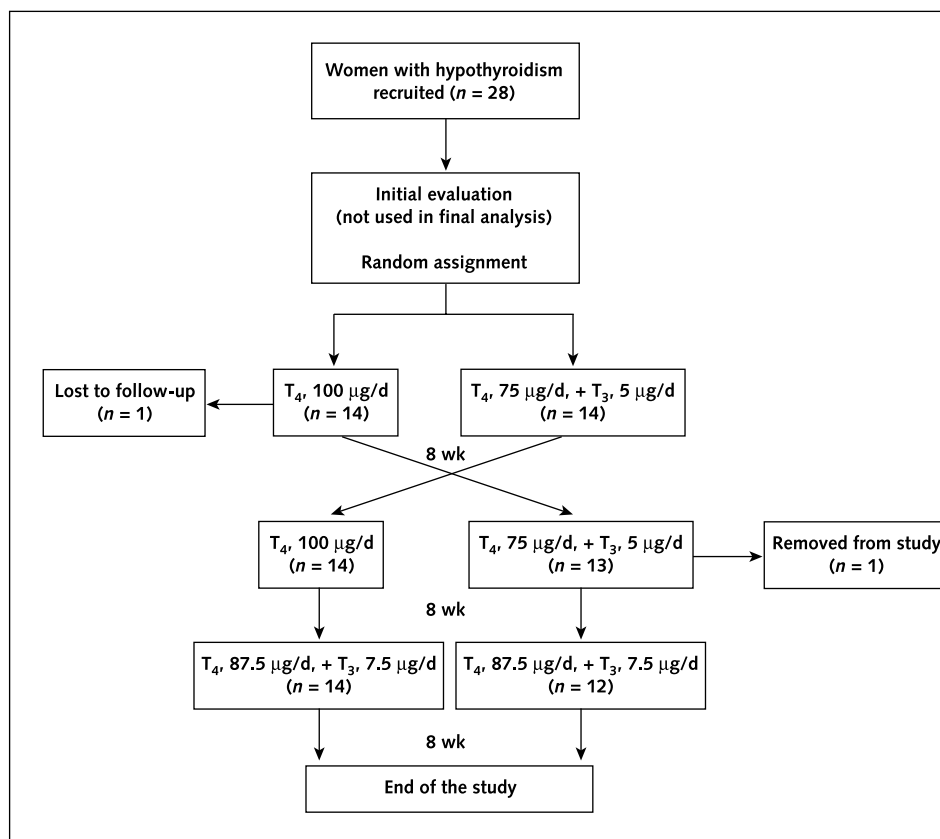 Women with hypothyroidism
recruited (n = 28)
Initial evaluation
(not used in final analysis)
Random assignment
Lost to follow-up
(n = 1)
T₄, 100 μg/d
(n = 14)
T₄, 75 μg/d, + T₃, 5 μg/d
(n = 14)
8 wk
T₄, 100 μg/d
(n = 14)
T₄, 75 μg/d, + T₃, 5 μg/d
(n = 13)
Removed from study
(n = 1)
8 wk
T₄, 87.5 μg/d, + T₃, 7.5 μg/d
(n = 14)
T₄, 87.5 μg/d, + T₃, 7.5 μg/d
(n = 12)
8 wk
End of the study